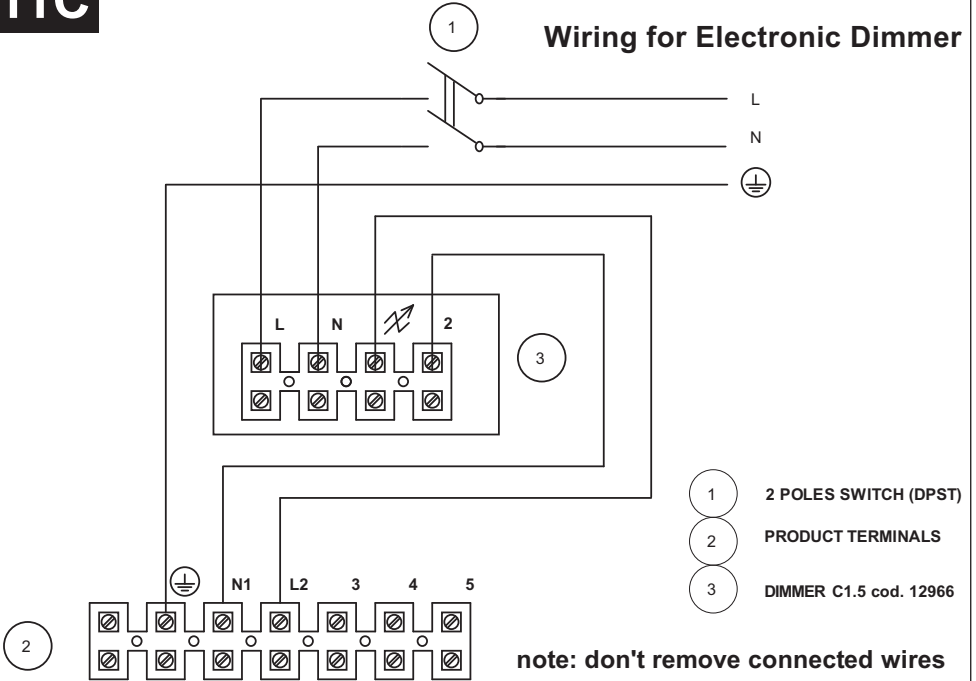 1
Wiring for Electronic Dimmer
L
N
L N 2
3
1 2 POLES SWITCH (DPST)
2 PRODUCT TERMINALS
3 DIMMER C1.5 cod. 12966
N1 L2 3 4 5
2
note: don't remove connected wires